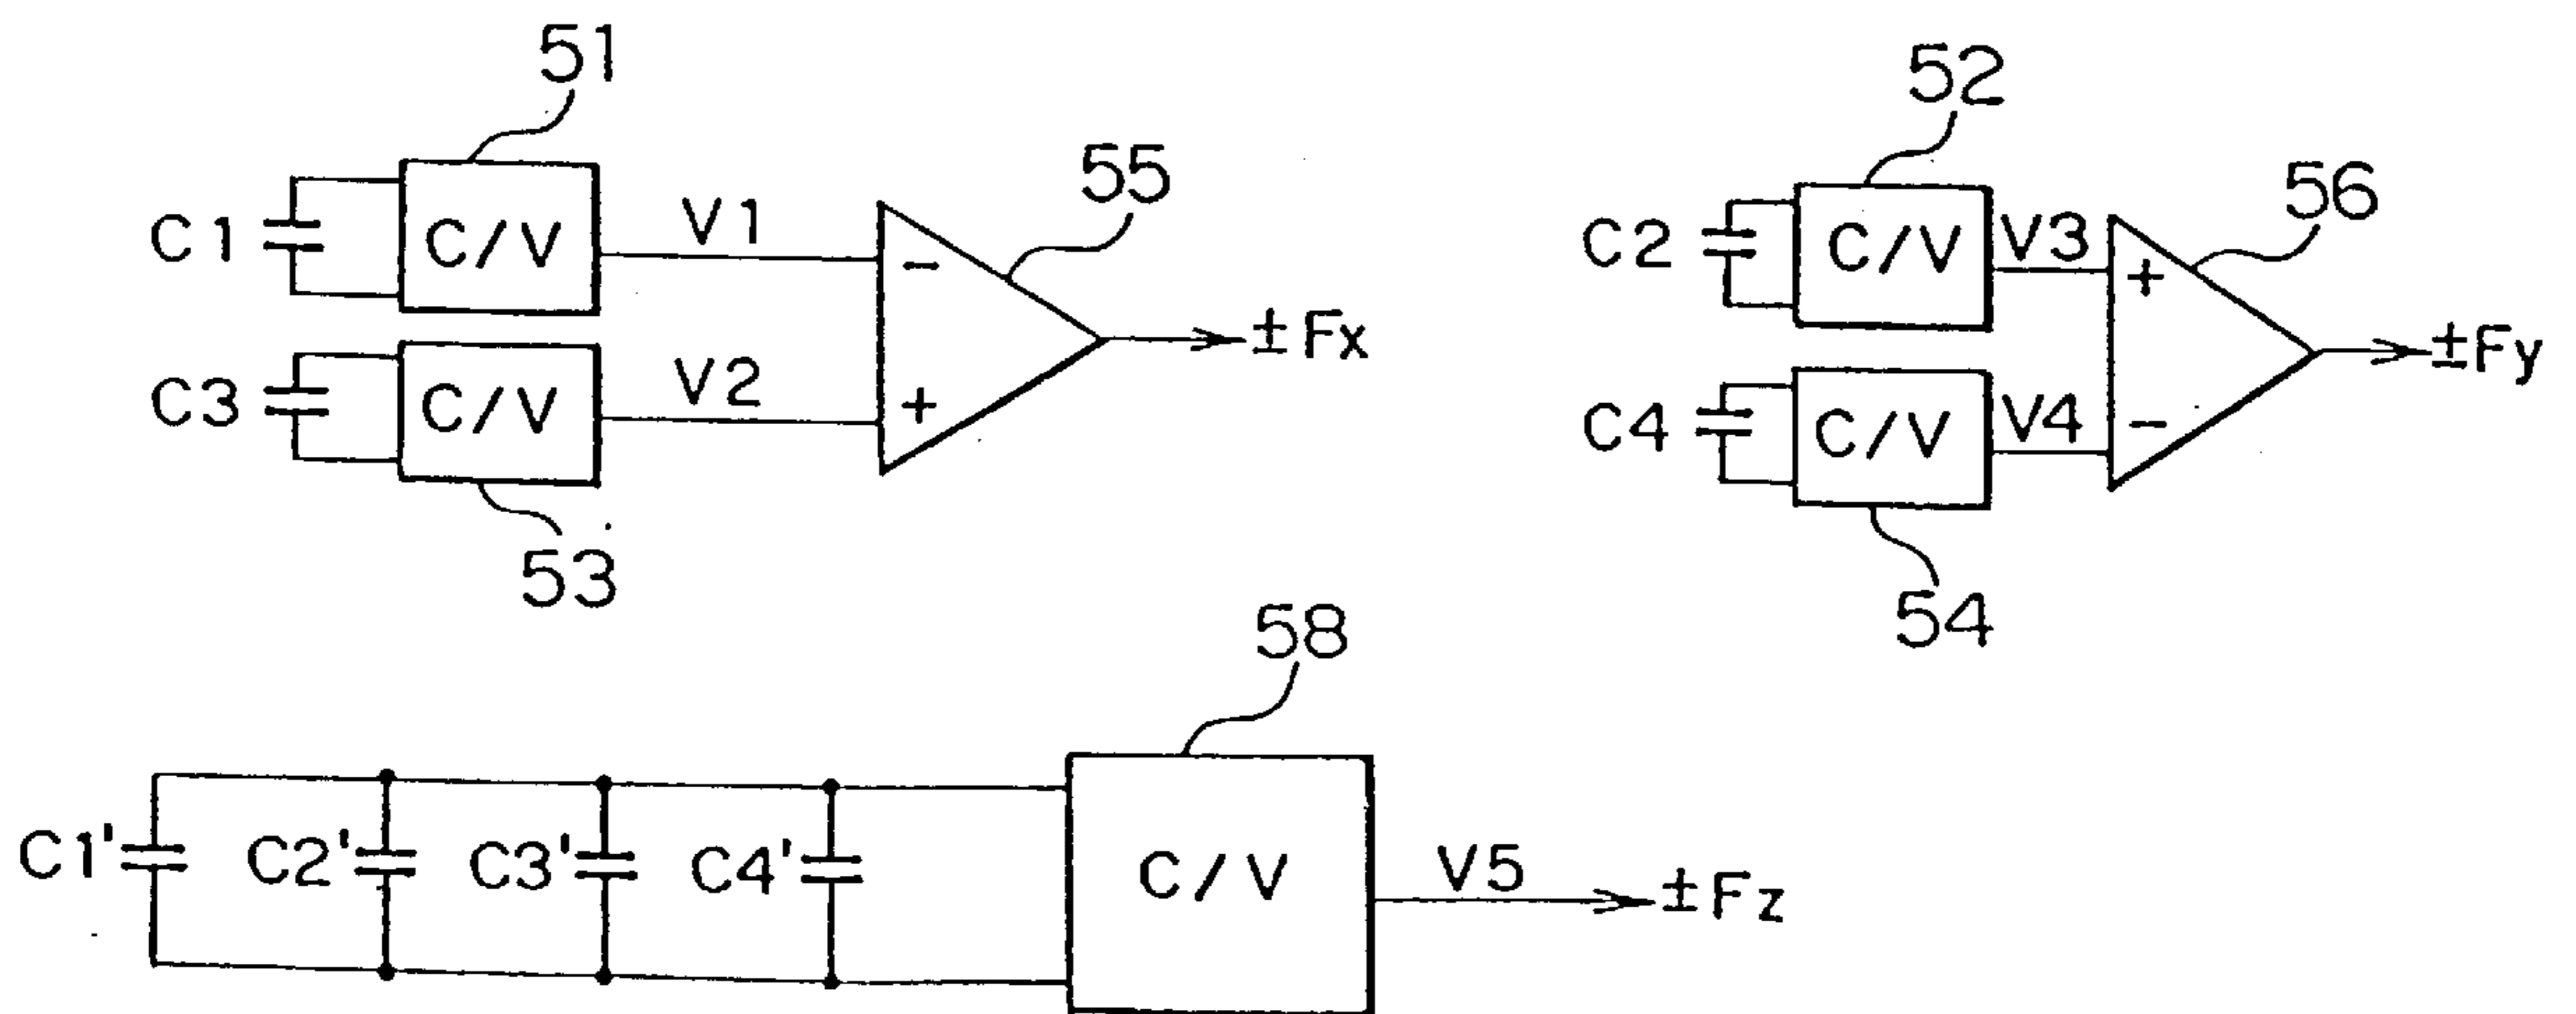 51
C1
C/V
V1
-
55
±Fx
C3
C/V
V2
+
53
52
C2
C/V
V3
+
56
±Fy
C4
C/V
V4
-
54
58
C1'
C2'
C3'
C4'
C/V
V5
±Fz